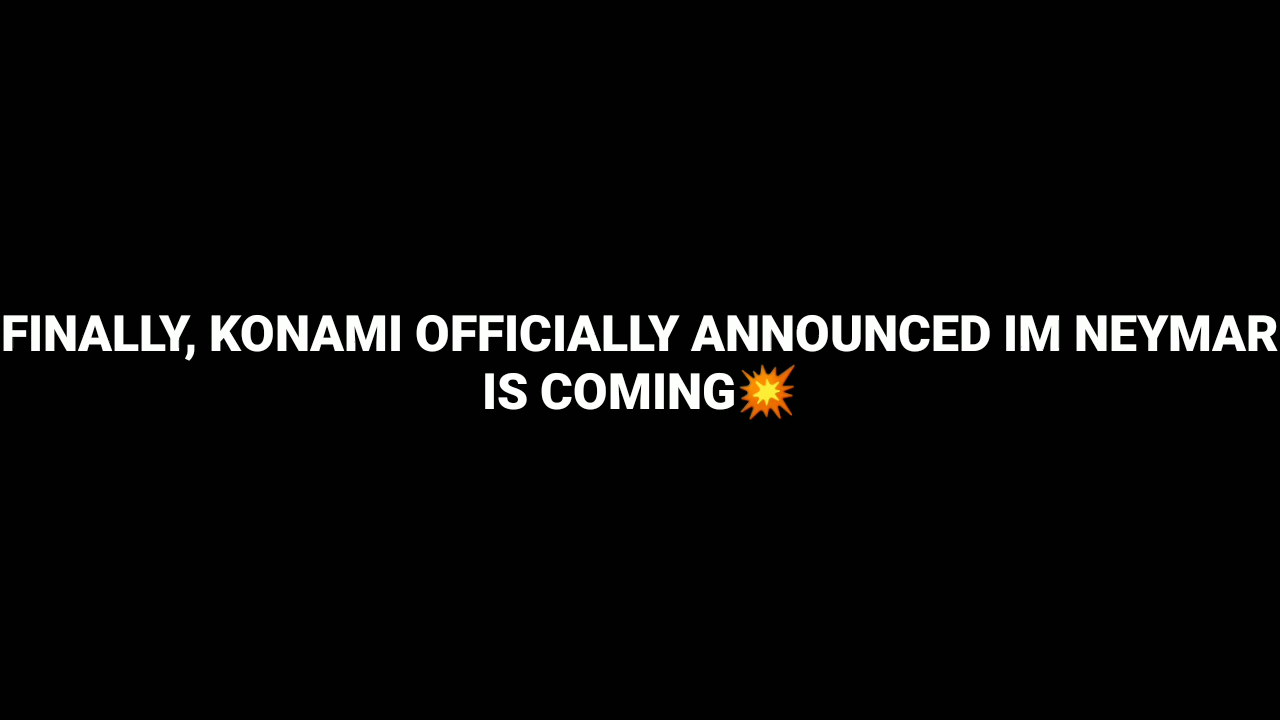 FINALLY, KONAMI OFFICIALLY ANNOUNCED IM NEYMAR
IS COMING💥